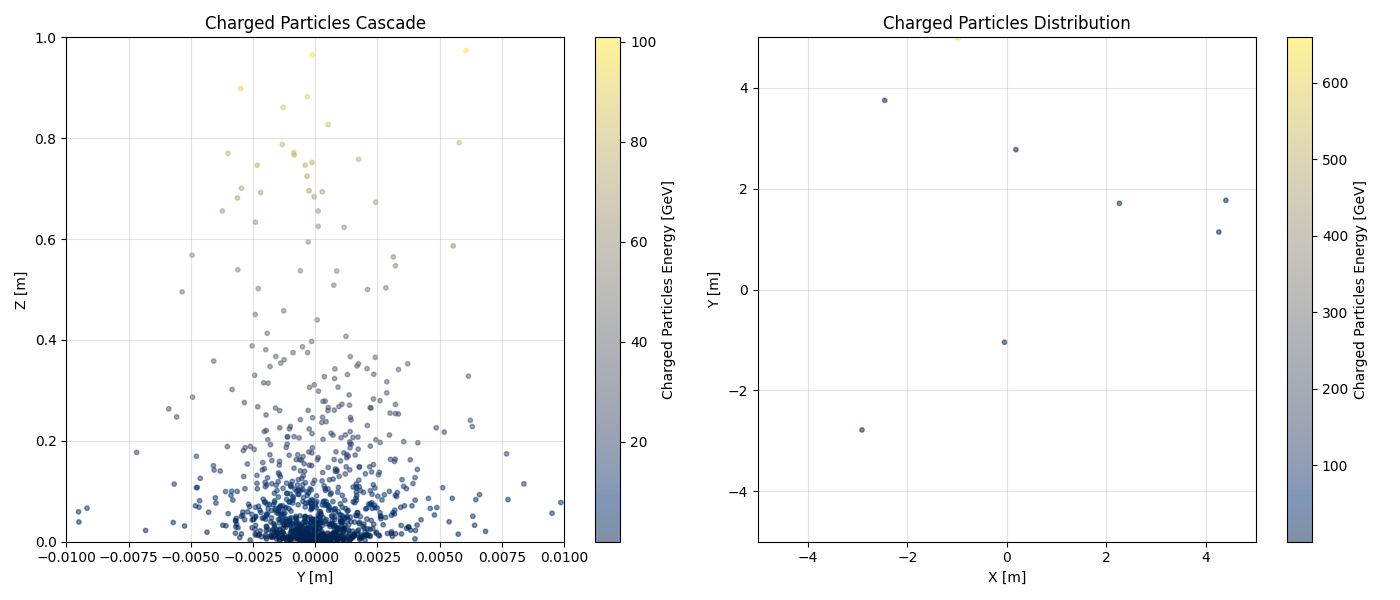 Charged Particles Cascade
1.0
0.8
0.6
0.4
0.2
0.0
Z [m]
−0.0100 −0.0075 −0.0050 −0.0025 0.0000 0.0025 0.0050 0.0075 0.0100
Y [m]
100
80
60
40
20
Charged Particles Energy [GeV]
Charged Particles Distribution
4
2
0
−2
−4
Y [m]
−4 −2 0 2 4
X [m]
600
500
400
300
200
100
Charged Particles Energy [GeV]